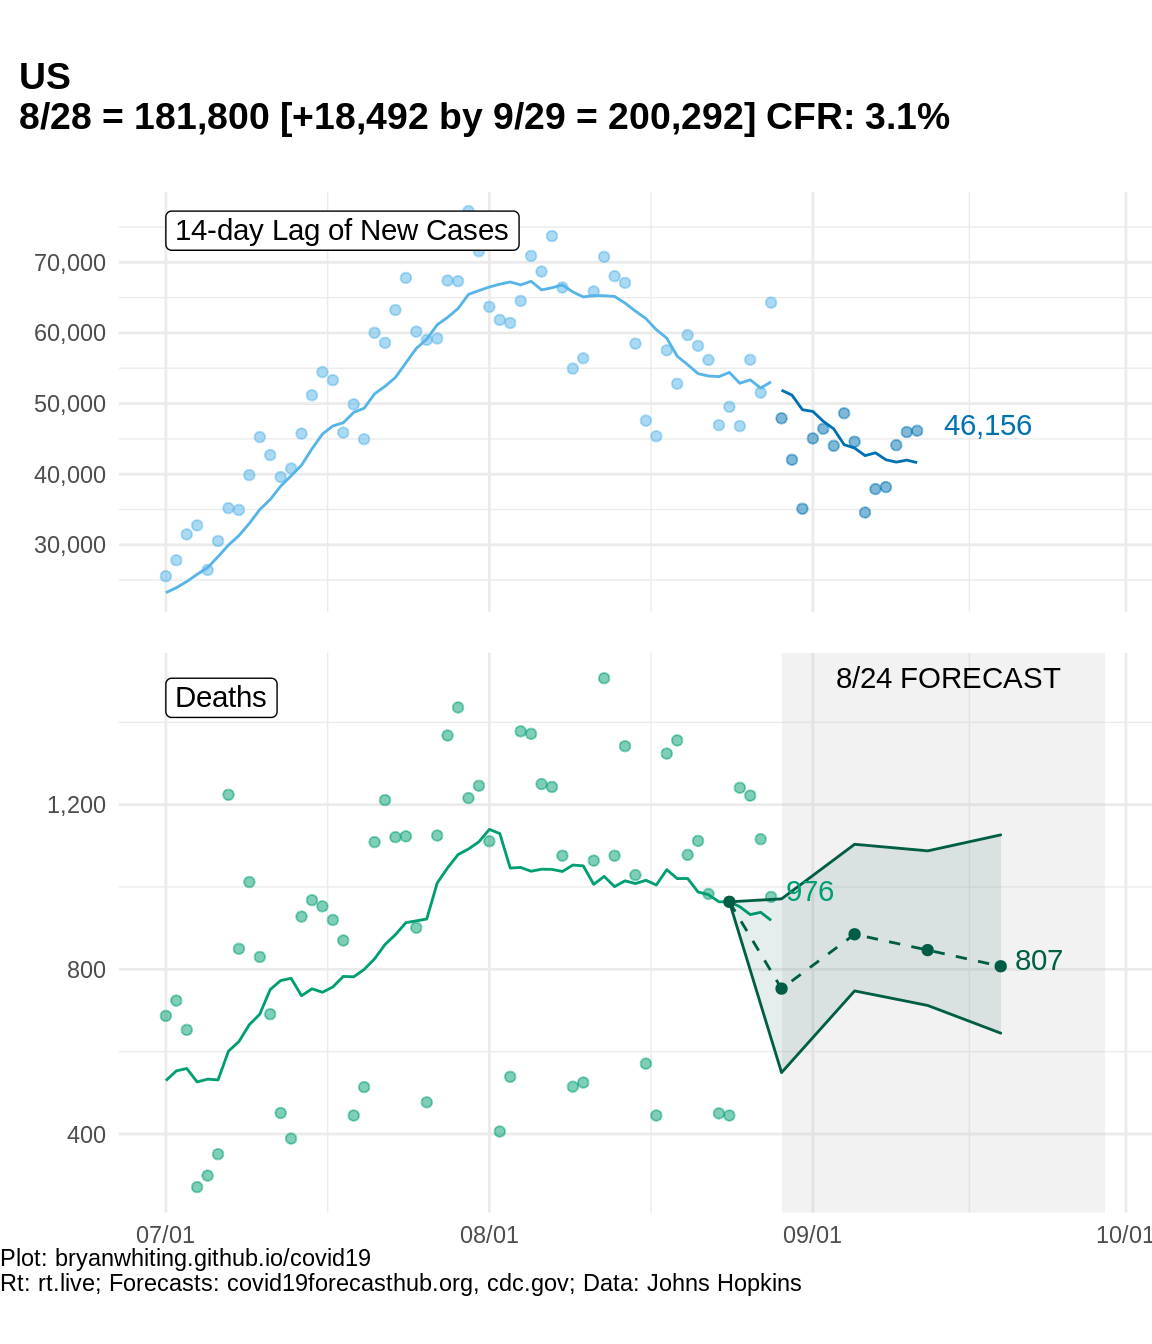 US
8/28 = 181,800 [+18,492 by 9/29 = 200,292] CFR: 3.1%
14-day Lag of New Cases
70,000
60,000
50,000
46,156
40,000
30,000
8/24 FORECAST
Deaths
1,200
976
807
800
400
07/01
08/01
09/01
10/01
Plot: bryanwhiting.github.io/covid19
Rt: rt.live; Forecasts: covid19forecasthub.org, cdc.gov; Data: Johns Hopkins